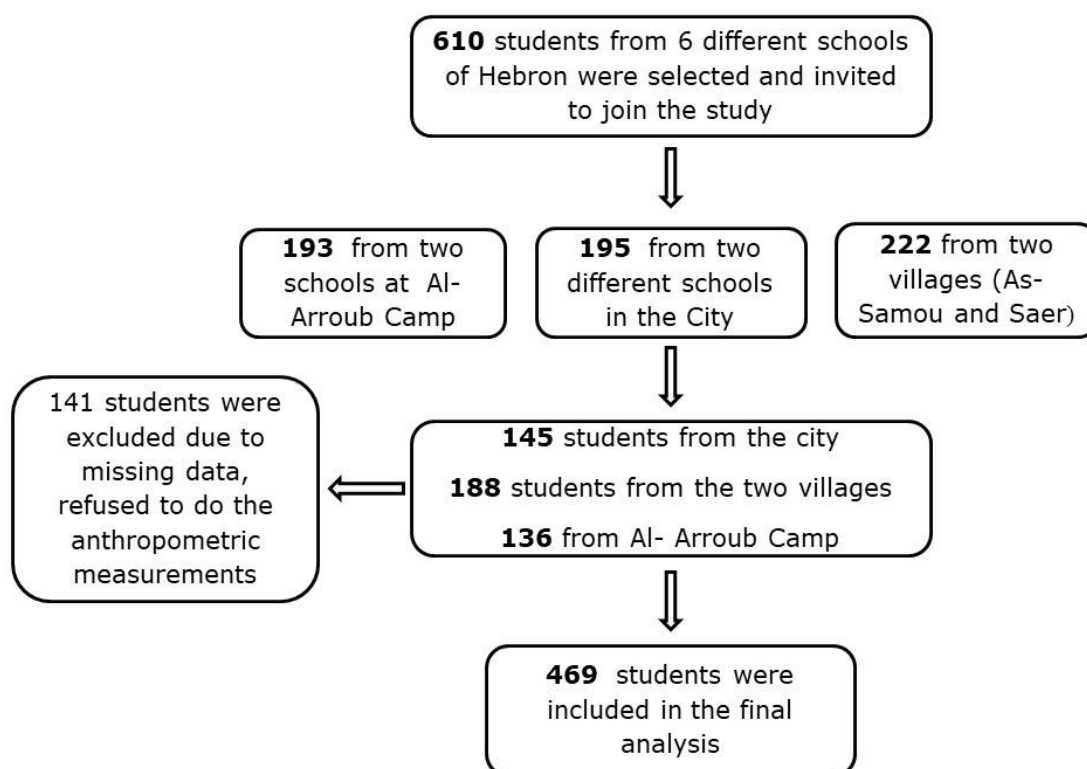 610 students from 6 different schools
of Hebron were selected and invited
to join the study
193 from two
schools at Al-
Arroub Camp
195 from two
different schools
in the City
222 from two
villages (As-
Samou and Saer)
141 students were
excluded due to
missing data,
refused to do the
anthropometric
measurements
145 students from the city
188 students from the two villages
136 from Al- Arroub Camp
469 students were
included in the final
analysis